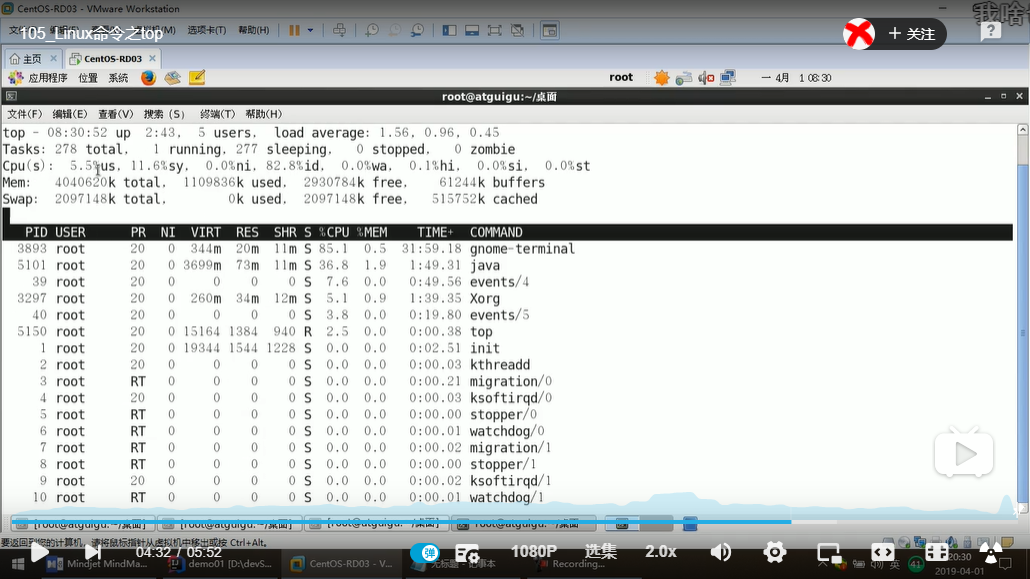 CentOS-RD03 - VMware Workstation
我啥
105_Linux命令之top
(M) 选项卡(T) 帮助(H)
+ 关注
主页 CentOS-RD03
应用程序 位置 系统 root 一 4月 1 08:30
root@atguigu:~/桌面
文件(F) 编辑(E) 查看(V) 搜索 (S) 终端(T) 帮助(H)
top - 08:30:52 up 2:43, 5 users, load average: 1.56, 0.96, 0.45
Tasks: 278 total, 1 running, 277 sleeping, 0 stopped, 0 zombie
Cpu(s): 5.5%us, 11.6%sy, 0.0%ni, 82.8%id, 0.0%wa, 0.1%hi, 0.0%si, 0.0%st
Mem: 4040620k total, 1109836k used, 2930784k free, 61244k buffers
Swap: 2097148k total, 0k used, 2097148k free, 515752k cached
PID USER PR NI VIRT RES SHR S %CPU %MEM TIME+ COMMAND
3893 root 20 0 344m 20m 11m S 85.1 0.5 31:59.18 gnome-terminal
5101 root 20 0 3699m 73m 11m S 36.8 1.9 1:49.31 java
39 root 20 0 0 0 0 S 7.6 0.0 0:49.56 events/4
3297 root 20 0 260m 34m 12m S 5.1 0.9 1:39.35 Xorg
40 root 20 0 0 0 0 S 3.8 0.0 0:19.80 events/5
5150 root 20 0 15164 1384 940 R 2.5 0.0 0:00.38 top
1 root 20 0 19344 1544 1228 S 0.0 0.0 0:02.51 init
2 root 20 0 0 0 0 S 0.0 0.0 0:00.03 kthreadd
3 root RT 0 0 0 0 S 0.0 0.0 0:00.21 migration/0
4 root 20 0 0 0 0 S 0.0 0.0 0:00.03 ksoftirqd/0
5 root RT 0 0 0 0 S 0.0 0.0 0:00.00 stopper/0
6 root RT 0 0 0 0 S 0.0 0.0 0:00.01 watchdog/0
7 root RT 0 0 0 0 S 0.0 0.0 0:00.02 migration/1
8 root RT 0 0 0 0 S 0.0 0.0 0:00.00 stopper/1
9 root 20 0 0 0 0 S 0.0 0.0 0:00.02 ksoftirqd/1
10 root RT 0 0 0 0 S 0.0 0.0 0:00.01 watchdog/1
[root@atguigu:~/桌面] [root@atguigu:~/桌面] [root@atguigu:~/桌面] root@atguigu:~/桌面
要返回到您的计算机，请将鼠标指针从虚拟机中移出或按 Ctrl+Alt。
04:32 / 05:52 弹 1080P 选集 2.0x
Mindjet MindMa... demo01 [D:\devS... CentOS-RD03 - V... 无标题 - 记事本 Recording... 英 41 20:30
2019-04-01